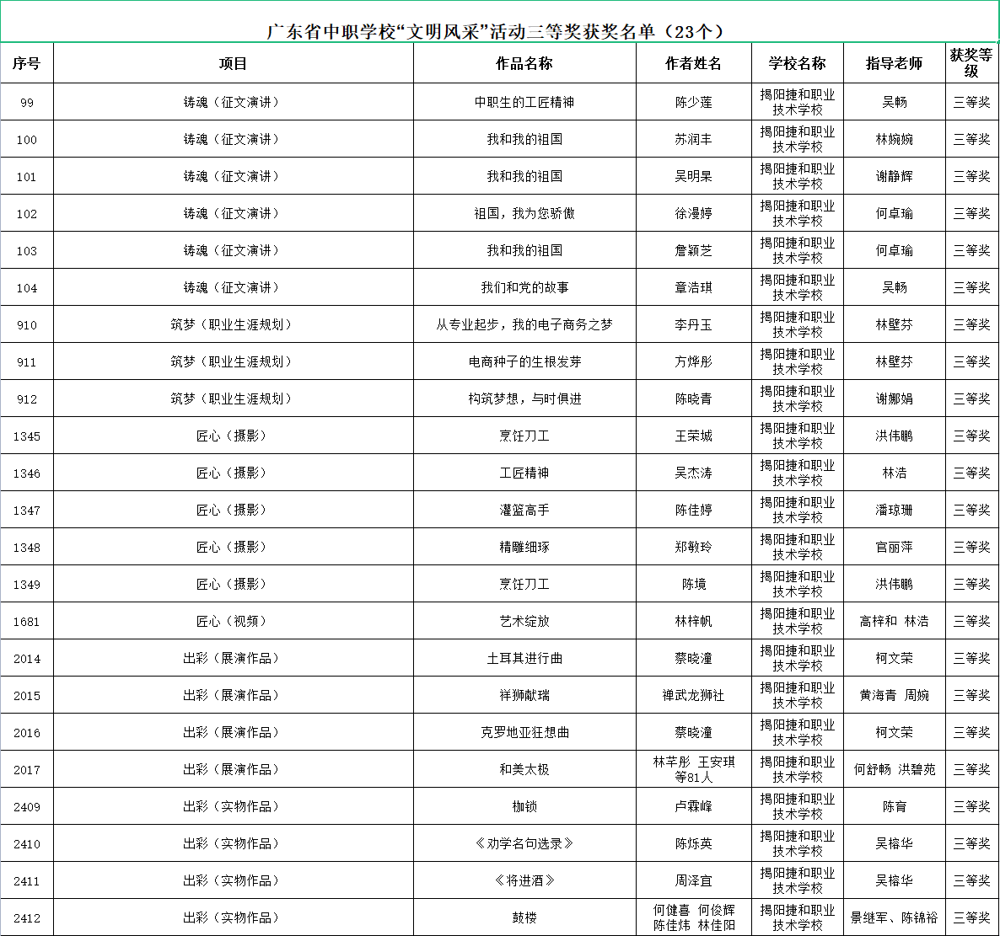 广东省中职学校“文明风采”活动三等奖获奖名单（23个）
序号 项目 作品名称 作者姓名 学校名称 指导老师 获奖等级
99 铸魂（征文演讲） 中职生的工匠精神 陈少莲 揭阳捷和职业技术学校 吴畅 三等奖
100 铸魂（征文演讲） 我和我的祖国 苏润丰 揭阳捷和职业技术学校 林婉婉 三等奖
101 铸魂（征文演讲） 我和我的祖国 吴明杲 揭阳捷和职业技术学校 谢静辉 三等奖
102 铸魂（征文演讲） 祖国，我为您骄傲 徐漫婷 揭阳捷和职业技术学校 何卓瑜 三等奖
103 铸魂（征文演讲） 我和我的祖国 詹颖芝 揭阳捷和职业技术学校 何卓瑜 三等奖
104 铸魂（征文演讲） 我们和党的故事 章浩琪 揭阳捷和职业技术学校 吴畅 三等奖
910 筑梦（职业生涯规划） 从专业起步，我的电子商务之梦 李丹玉 揭阳捷和职业技术学校 林壁芬 三等奖
911 筑梦（职业生涯规划） 电商种子的生根发芽 方烨彤 揭阳捷和职业技术学校 林壁芬 三等奖
912 筑梦（职业生涯规划） 构筑梦想，与时俱进 陈晓青 揭阳捷和职业技术学校 谢娜娟 三等奖
1345 匠心（摄影） 烹饪刀工 王荣城 揭阳捷和职业技术学校 洪伟鹏 三等奖
1346 匠心（摄影） 工匠精神 吴杰涛 揭阳捷和职业技术学校 林浩 三等奖
1347 匠心（摄影） 灌篮高手 陈佳婷 揭阳捷和职业技术学校 潘琼珊 三等奖
1348 匠心（摄影） 精雕细琢 郑敏玲 揭阳捷和职业技术学校 官丽萍 三等奖
1349 匠心（摄影） 烹饪刀工 陈境 揭阳捷和职业技术学校 洪伟鹏 三等奖
1681 匠心（视频） 艺术绽放 林梓帆 揭阳捷和职业技术学校 高梓和 林浩 三等奖
2014 出彩（展演作品） 土耳其进行曲 蔡晓潼 揭阳捷和职业技术学校 柯文荣 三等奖
2015 出彩（展演作品） 祥狮献瑞 禅武龙狮社 揭阳捷和职业技术学校 黄海青 周婉 三等奖
2016 出彩（展演作品） 克罗地亚狂想曲 蔡晓潼 揭阳捷和职业技术学校 柯文荣 三等奖
2017 出彩（展演作品） 和美太极 林芊彤 王安琪 等81人 揭阳捷和职业技术学校 何舒畅 洪碧苑 三等奖
2409 出彩（实物作品） 枷锁 卢霖峰 揭阳捷和职业技术学校 陈肓 三等奖
2410 出彩（实物作品） 《劝学名句选录》 陈烁英 揭阳捷和职业技术学校 吴榕华 三等奖
2411 出彩（实物作品） 《将进酒》 周泽宜 揭阳捷和职业技术学校 吴榕华 三等奖
2412 出彩（实物作品） 鼓楼 何健喜 何俊辉 陈佳炜 林佳阳 揭阳捷和职业技术学校 景继军、陈锦裕 三等奖